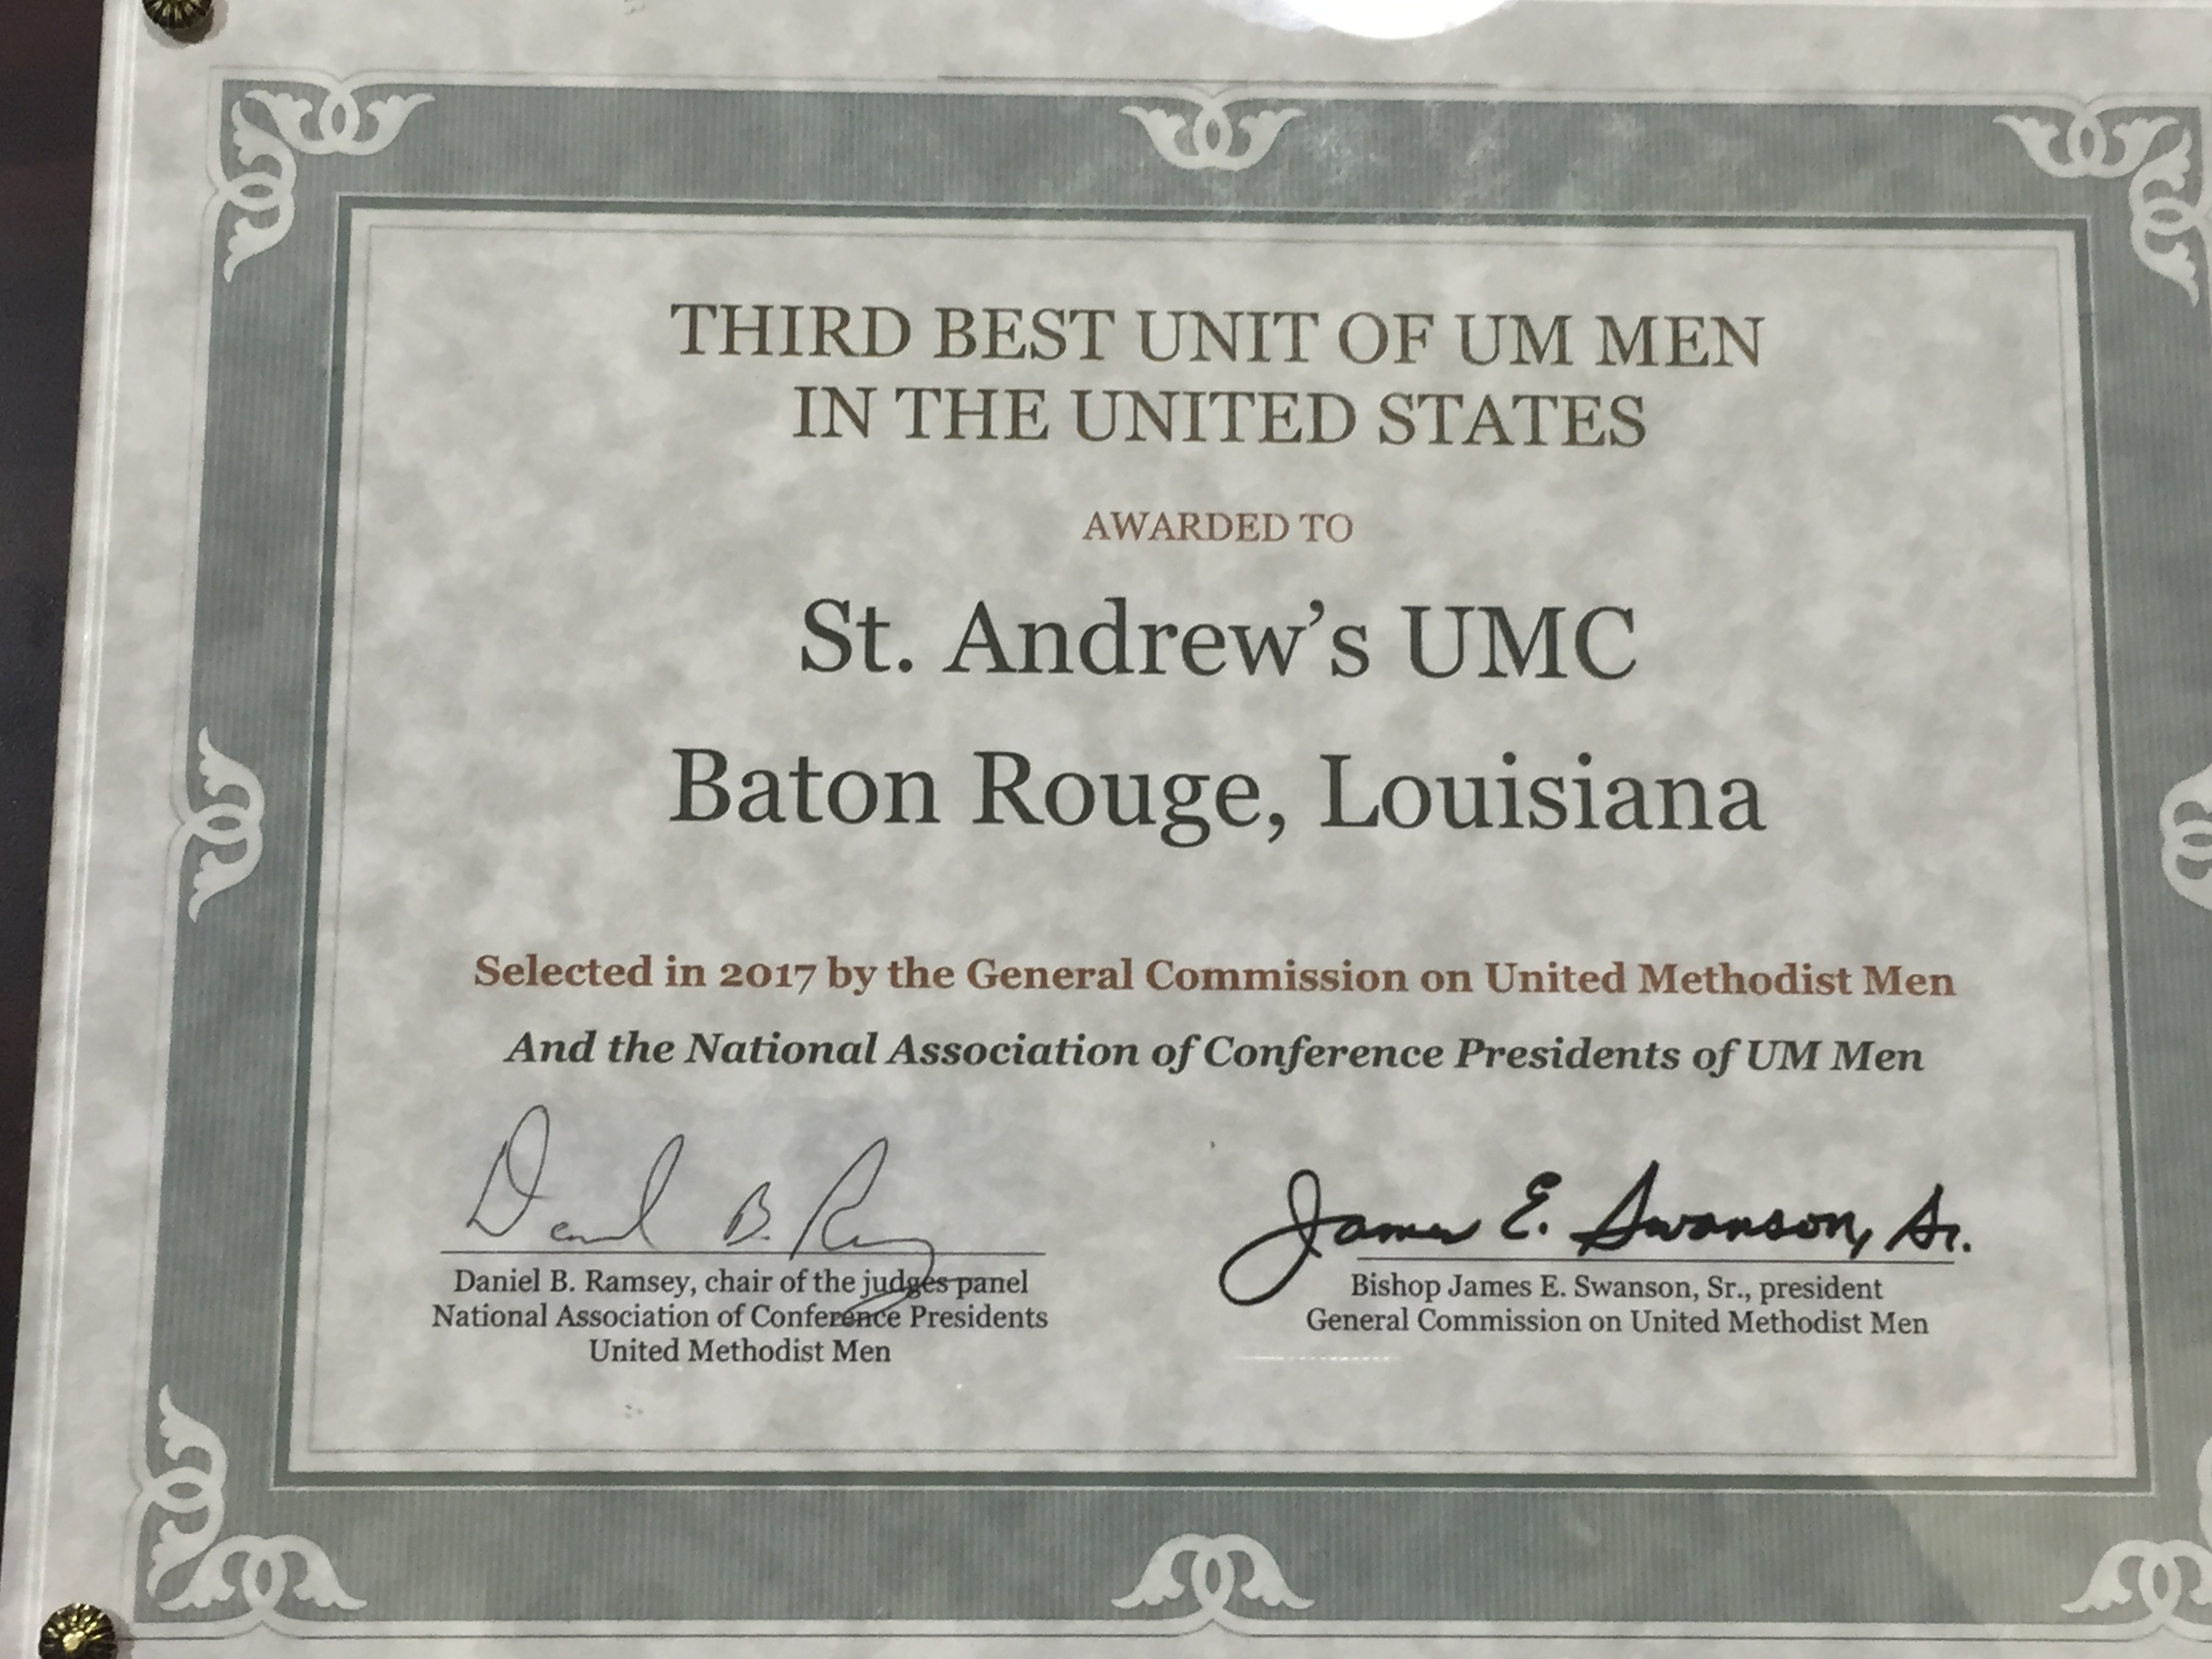 THIRD BEST UNIT OF UM MEN
IN THE UNITED STATES
AWARDED TO
St. Andrew’s UMC
Baton Rouge, Louisiana
Selected in 2017 by the General Commission on United Methodist Men
And the National Association of Conference Presidents of UM Men
Daniel B. Ramsey
James E. Swanson, Sr.
Daniel B. Ramsey, chair of the judges panel
National Association of Conference Presidents
United Methodist Men
Bishop James E. Swanson, Sr., president
General Commission on United Methodist Men